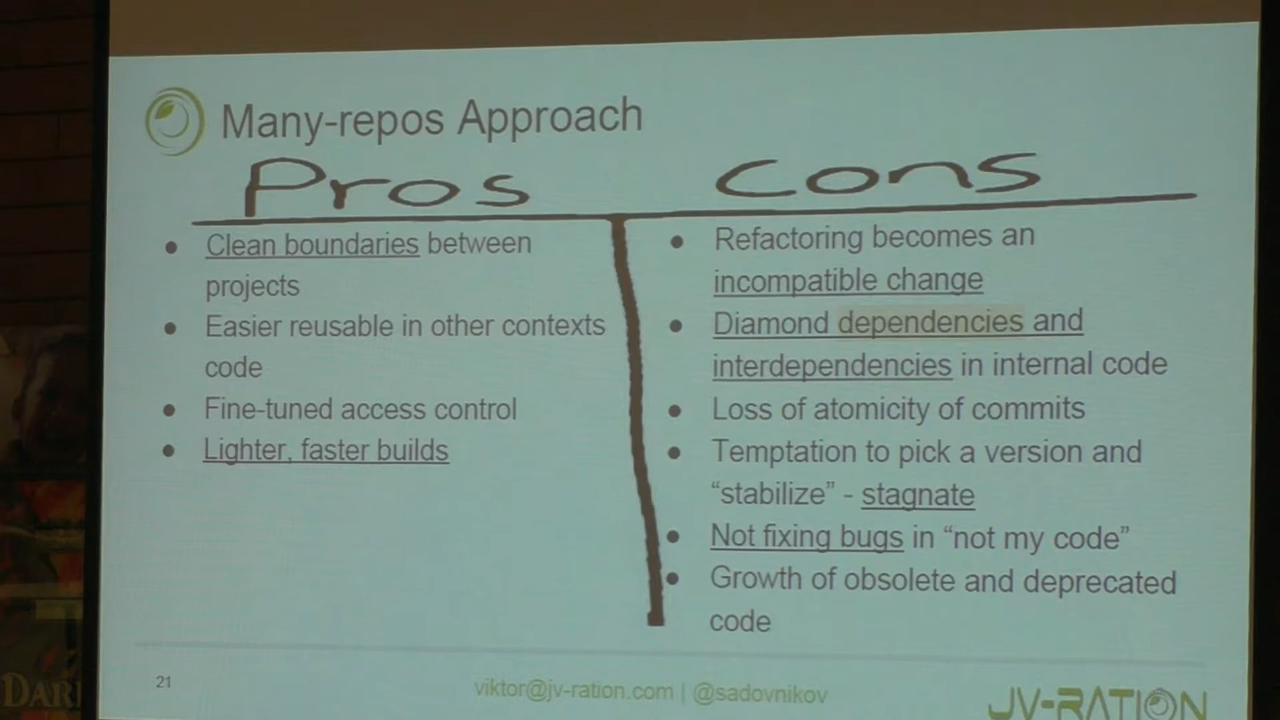 Many-repos Approach
Pros
Cons
• Clean boundaries between
projects
• Easier reusable in other contexts
code
• Fine-tuned access control
• Lighter, faster builds
• Refactoring becomes an
incompatible change
• Diamond dependencies and
interdependencies in internal code
• Loss of atomicity of commits
• Temptation to pick a version and
“stabilize” - stagnate
• Not fixing bugs in “not my code”
• Growth of obsolete and deprecated
code
21
viktor@jv-ration.com | @sadovnikov
JV-RATION